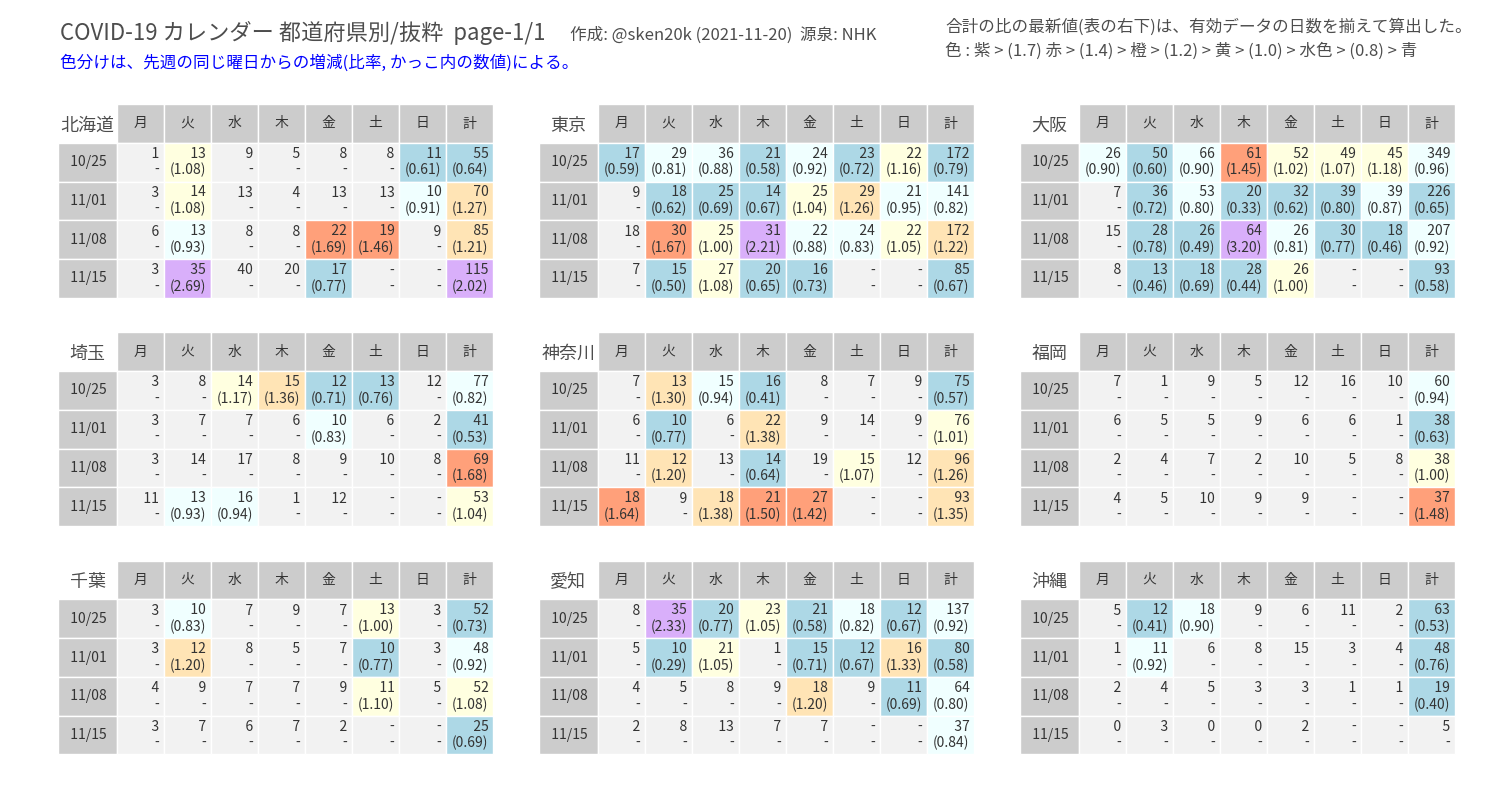 COVID-19 カレンダー 都道府県別/抜粋 page-1/1 作成: @sken20k (2021-11-20) 源泉: NHK
色分けは、先週の同じ曜日からの増減(比率, かっこ内の数値)による。
合計の比の最新値(表の右下)は、有効データの日数を揃えて算出した。
色 : 紫 > (1.7) 赤 > (1.4) > 橙 > (1.2) > 黄 > (1.0) > 水色 > (0.8) > 青
北海道 月 火 水 木 金 土 日 計
10/25 1 13 9 5 8 8 11 55
- (1.08) - - - - (0.61) (0.64)
11/01 3 14 13 4 13 13 10 70
- (1.08) - - - - (0.91) (1.27)
11/08 6 13 8 8 22 19 9 85
- (0.93) - - (1.69) (1.46) - (1.21)
11/15 3 35 40 20 17 - - 115
- (2.69) - - (0.77) - - (2.02)
東京 月 火 水 木 金 土 日 計
10/25 17 29 36 21 24 23 22 172
(0.59) (0.81) (0.88) (0.58) (0.92) (0.72) (1.16) (0.79)
11/01 9 18 25 14 25 29 21 141
- (0.62) (0.69) (0.67) (1.04) (1.26) (0.95) (0.82)
11/08 18 30 25 31 22 24 22 172
- (1.67) (1.00) (2.21) (0.88) (0.83) (1.05) (1.22)
11/15 7 15 27 20 16 - - 85
- (0.50) (1.08) (0.65) (0.73) - - (0.67)
大阪 月 火 水 木 金 土 日 計
10/25 26 50 66 61 52 49 45 349
(0.90) (0.60) (0.90) (1.45) (1.02) (1.07) (1.18) (0.96)
11/01 7 36 53 20 32 39 39 226
- (0.72) (0.80) (0.33) (0.62) (0.80) (0.87) (0.65)
11/08 15 28 26 64 26 30 18 207
- (0.78) (0.49) (3.20) (0.81) (0.77) (0.46) (0.92)
11/15 8 13 18 28 26 - - 93
- (0.46) (0.69) (0.44) (1.00) - - (0.58)
埼玉 月 火 水 木 金 土 日 計
10/25 3 8 14 15 12 13 12 77
- - (1.17) (1.36) (0.71) (0.76) - (0.82)
11/01 3 7 7 6 10 6 2 41
- - - - (0.83) - - (0.53)
11/08 3 14 17 8 9 10 8 69
- - - - - - - (1.68)
11/15 11 13 16 1 12 - - 53
- (0.93) (0.94) - - - - (1.04)
神奈川 月 火 水 木 金 土 日 計
10/25 7 13 15 16 8 7 9 75
- (1.30) (0.94) (0.41) - - - (0.57)
11/01 6 10 6 22 9 14 9 76
- (0.77) - (1.38) - - - (1.01)
11/08 11 12 13 14 19 15 12 96
- (1.20) - (0.64) - (1.07) - (1.26)
11/15 18 9 18 21 27 - - 93
(1.64) - (1.38) (1.50) (1.42) - - (1.35)
福岡 月 火 水 木 金 土 日 計
10/25 7 1 9 5 12 16 10 60
- - - - - - - (0.94)
11/01 6 5 5 9 6 6 1 38
- - - - - - - (0.63)
11/08 2 4 7 2 10 5 8 38
- - - - - - - (1.00)
11/15 4 5 10 9 9 - - 37
- - - - - - - (1.48)
千葉 月 火 水 木 金 土 日 計
10/25 3 10 7 9 7 13 3 52
- (0.83) - - - (1.00) - (0.73)
11/01 3 12 8 5 7 10 3 48
- (1.20) - - - (0.77) - (0.92)
11/08 4 9 7 7 9 11 5 52
- - - - - (1.10) - (1.08)
11/15 3 7 6 7 2 - - 25
- - - - - - - (0.69)
愛知 月 火 水 木 金 土 日 計
10/25 8 35 20 23 21 18 12 137
- (2.33) (0.77) (1.05) (0.58) (0.82) (0.67) (0.92)
11/01 5 10 21 1 15 12 16 80
- (0.29) (1.05) - (0.71) (0.67) (1.33) (0.58)
11/08 4 5 8 9 18 9 11 64
- - - - (1.20) - (0.69) (0.80)
11/15 2 8 13 7 7 - - 37
- - - - - - - (0.84)
沖縄 月 火 水 木 金 土 日 計
10/25 5 12 18 9 6 11 2 63
- (0.41) (0.90) - - - - (0.53)
11/01 1 11 6 8 15 3 4 48
- (0.92) - - - - - (0.76)
11/08 2 4 5 3 3 1 1 19
- - - - - - - (0.40)
11/15 0 3 0 0 2 - - 5
- - - - - - - -